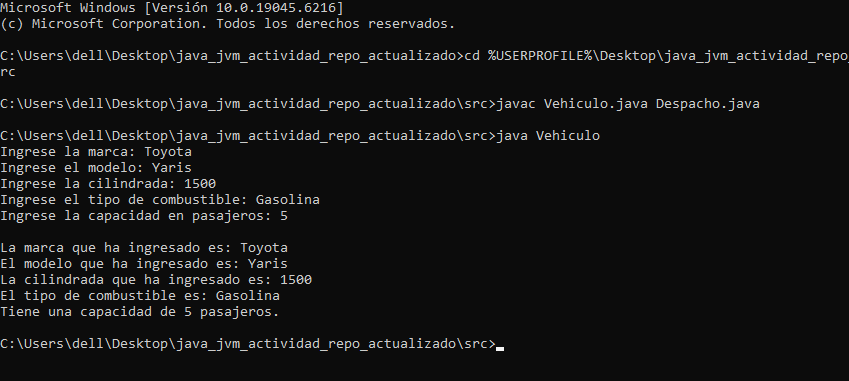 Microsoft Windows [Versión 10.0.19045.6216]
(c) Microsoft Corporation. Todos los derechos reservados.
C:\Users\dell\Desktop\java_jvm_actividad_repo_actualizado>cd %USERPROFILE%\Desktop\java_jvm_actividad_repo_
rc
C:\Users\dell\Desktop\java_jvm_actividad_repo_actualizado\src>javac Vehiculo.java Despacho.java
C:\Users\dell\Desktop\java_jvm_actividad_repo_actualizado\src>java Vehiculo
Ingrese la marca: Toyota
Ingrese el modelo: Yaris
Ingrese la cilindrada: 1500
Ingrese el tipo de combustible: Gasolina
Ingrese la capacidad en pasajeros: 5
La marca que ha ingresado es: Toyota
El modelo que ha ingresado es: Yaris
La cilindrada que ha ingresado es: 1500
El tipo de combustible es: Gasolina
Tiene una capacidad de 5 pasajeros.
C:\Users\dell\Desktop\java_jvm_actividad_repo_actualizado\src>